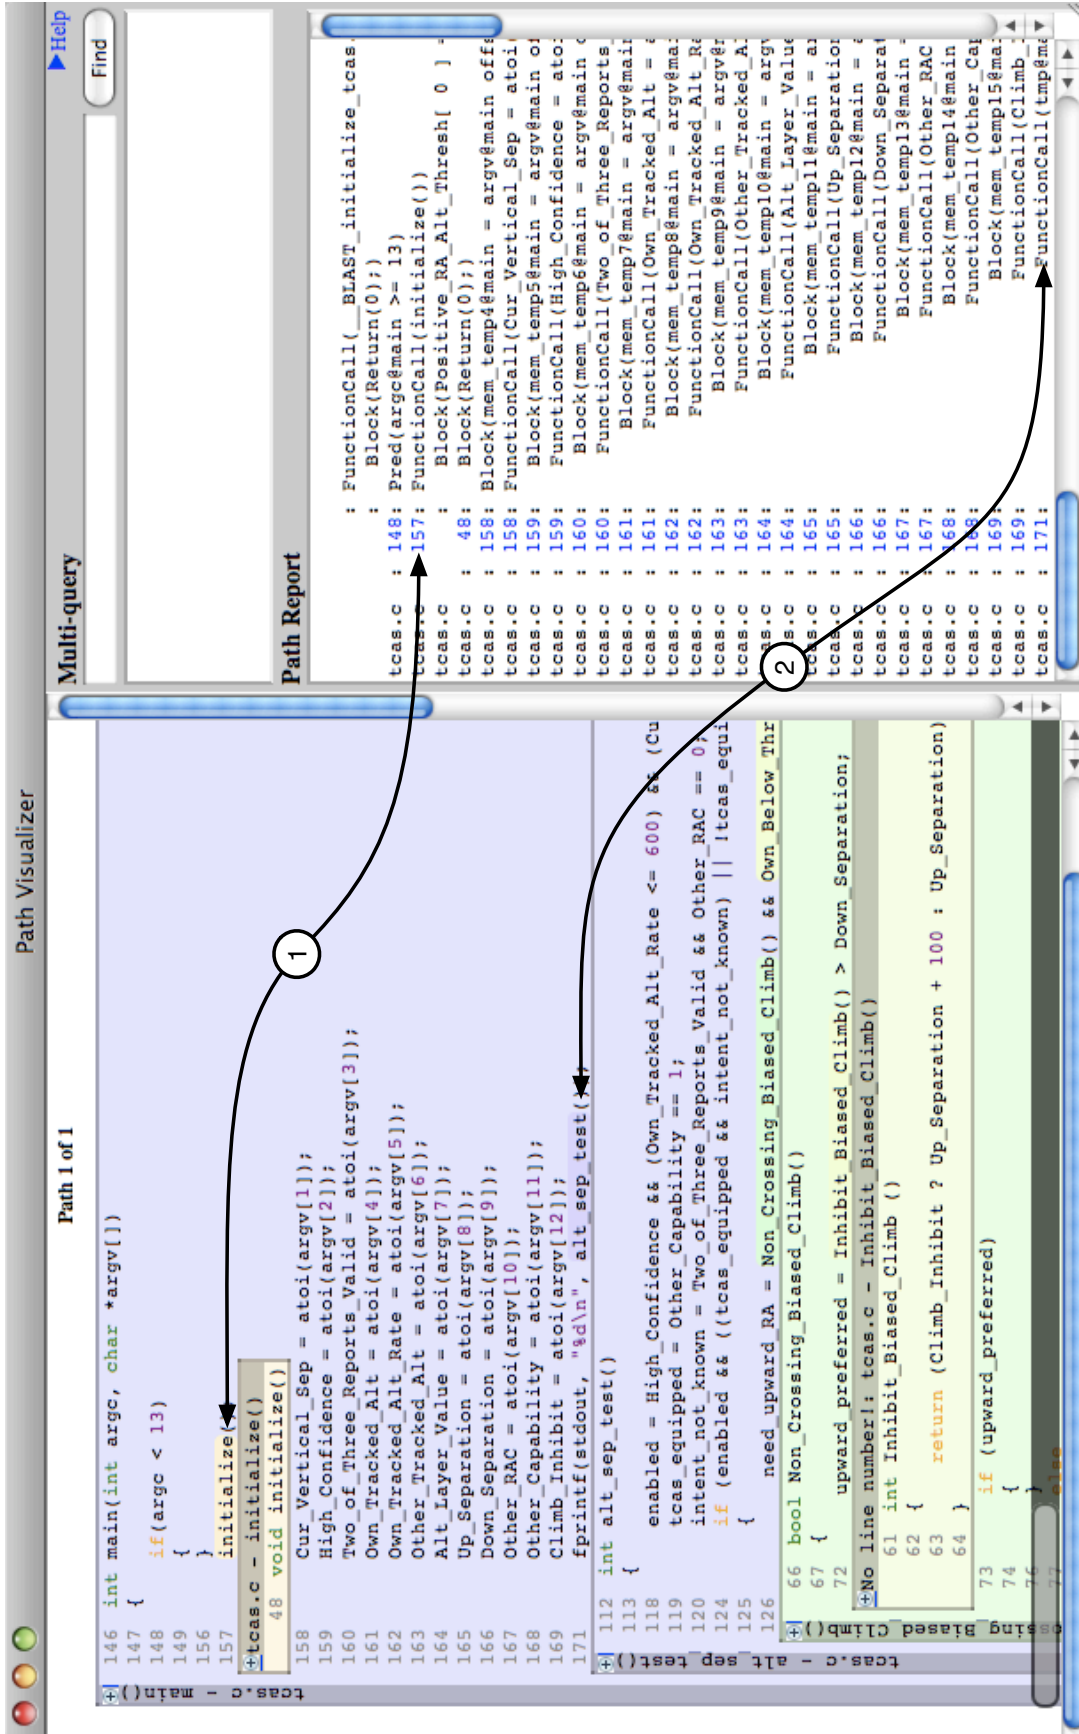 Path Visualizer
Path 1 of 1
tcas.c - main()
146 int main(int argc, char *argv[])
147 {
148 if(argc < 13)
149 {
156 }
157 initialize(
tcas.c - initialize()
48 void initialize()
158 Cur_Vertical_Sep = atoi(argv[1]);
159 High_Confidence = atoi(argv[2]);
160 Two_of_Three_Reports_Valid = atoi(argv[3]);
161 Own_Tracked_Alt = atoi(argv[4]);
162 Own_Tracked_Alt_Rate = atoi(argv[5]);
163 Other_Tracked_Alt = atoi(argv[6]);
164 Alt_Layer_Value = atoi(argv[7]);
165 Up_Separation = atoi(argv[8]);
166 Down_Separation = atoi(argv[9]);
167 Other_RAC = atoi(argv[10]);
168 Other_Capability = atoi(argv[11]);
169 Climb_Inhibit = atoi(argv[12]);
171 fprintf(stdout, "%d\n", alt_sep_test()
tcas.c - alt_sep_test()
112 int alt_sep_test()
113 {
118 enabled = High_Confidence && (Own_Tracked_Alt_Rate <= 600) && (Cu
119 tcas_equipped = Other_Capability == 1;
120 intent_not_known = Two_of_Three_Reports_Valid && Other_RAC == 0;
124 if (enabled && ((tcas_equipped && intent_not_known) || !tcas_equi
125 {
126 need_upward_RA = Non_Crossing_Biased_Climb() && Own_Below_Thr
ossing_Biased_Climb()
66 bool Non_Crossing_Biased_Climb()
67 {
72 upward_preferred = Inhibit_Biased_Climb() > Down_Separation;
No line number!: tcas.c - Inhibit_Biased_Climb()
61 int Inhibit_Biased_Climb ()
62 {
63 return (Climb_Inhibit ? Up_Separation + 100 : Up_Separation)
64 }
73 if (upward_preferred)
74 {
76 }
77 else
Multi-query
Help
Find
Path Report
: FunctionCall(__BLAST_initialize_tcas.
: Block(Return(0);)
tcas.c : 148: Pred(argc@main >= 13)
tcas.c : 157: FunctionCall(initialize())
: Block(Positive_RA_Alt_Thresh[ 0 ] =
tcas.c : 48: Block(Return(0);)
tcas.c : 158: Block(mem_temp4@main = argv@main offs
tcas.c : 158: FunctionCall(Cur_Vertical_Sep = atoi(
tcas.c : 159: Block(mem_temp5@main = argv@main of
tcas.c : 159: FunctionCall(High_Confidence = atoi
tcas.c : 160: Block(mem_temp6@main = argv@main o
tcas.c : 160: FunctionCall(Two_of_Three_Reports_
tcas.c : 161: Block(mem_temp7@main = argv@main
tcas.c : 161: FunctionCall(Own_Tracked_Alt = a
tcas.c : 162: Block(mem_temp8@main = argv@mai
tcas.c : 162: FunctionCall(Own_Tracked_Alt_Ra
tcas.c : 163: Block(mem_temp9@main = argv@m
tcas.c : 163: FunctionCall(Other_Tracked_Al
tcas.c : 164: Block(mem_temp10@main = argv
tcas.c : 164: FunctionCall(Alt_Layer_Value
tcas.c : 165: Block(mem_temp11@main = ar
tcas.c : 165: FunctionCall(Up_Separation
tcas.c : 166: Block(mem_temp12@main = a
tcas.c : 166: FunctionCall(Down_Separat
tcas.c : 167: Block(mem_temp13@main =
tcas.c : 167: FunctionCall(Other_RAC
tcas.c : 168: Block(mem_temp14@main
tcas.c : 168: FunctionCall(Other_Cap
tcas.c : 169: Block(mem_temp15@mai
tcas.c : 169: FunctionCall(Climb_
tcas.c : 171: FunctionCall(tmp@ma
1
2